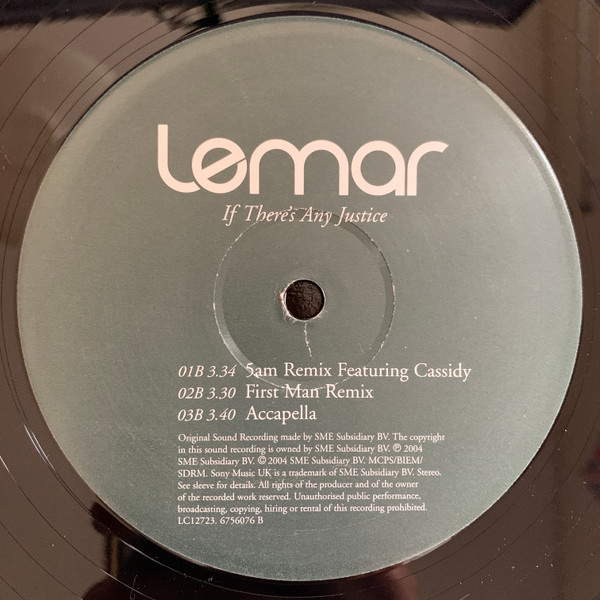 Lemar
If There's Any Justice
01B 3.34 5am Remix Featuring Cassidy
02B 3.30 First Man Remix
03B 3.40 Accapella
Original Sound Recording made by SME Subsidiary BV. The copyright
in this sound recording is owned by SME Subsidiary BV. ℗ 2004
SME Subsidiary BV. © 2004 SME Subsidiary BV. MCPS/BIEM/
SDRM. Sony Music UK is a trademark of SME Subsidiary BV. Stereo.
See sleeve for details. All rights of the producer and of the owner
of the recorded work reserved. Unauthorised public performance,
broadcasting, copying, hiring or rental of this recording prohibited.
LC12723. 6756076 B